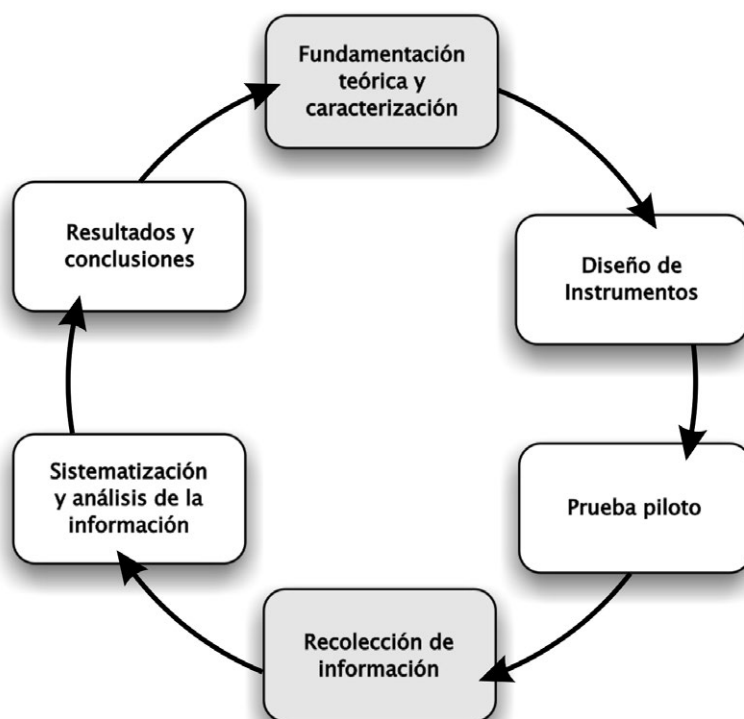 Fundamentación
teórica y
caracterización
Diseño de
Instrumentos
Prueba piloto
Recolección de
información
Sistematización
y análisis de la
información
Resultados y
conclusiones